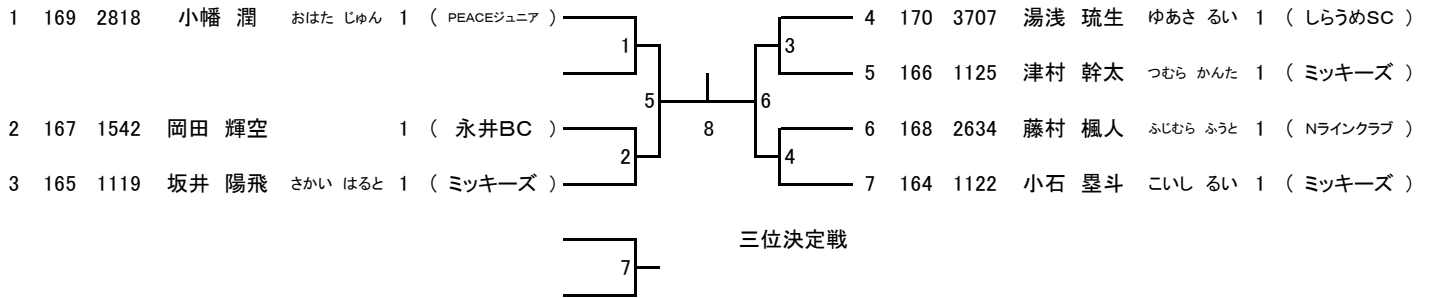 1 169 2818 小幡 潤 おはた じゅん 1 ( PEACEジュニア )
1
2 167 1542 岡田 輝空 1 ( 永井BC )
2
3 165 1119 坂井 陽飛 さかい はると 1 ( ミッキーズ )
5
8
6
4 170 3707 湯浅 琉生 ゆあさ るい 1 ( しらうめSC )
3
5 166 1125 津村 幹太 つむら かんた 1 ( ミッキーズ )
6 168 2634 藤村 楓人 ふじむら ふうと 1 ( Nラインクラブ )
4
7 164 1122 小石 塁斗 こいし るい 1 ( ミッキーズ )
三位決定戦
7